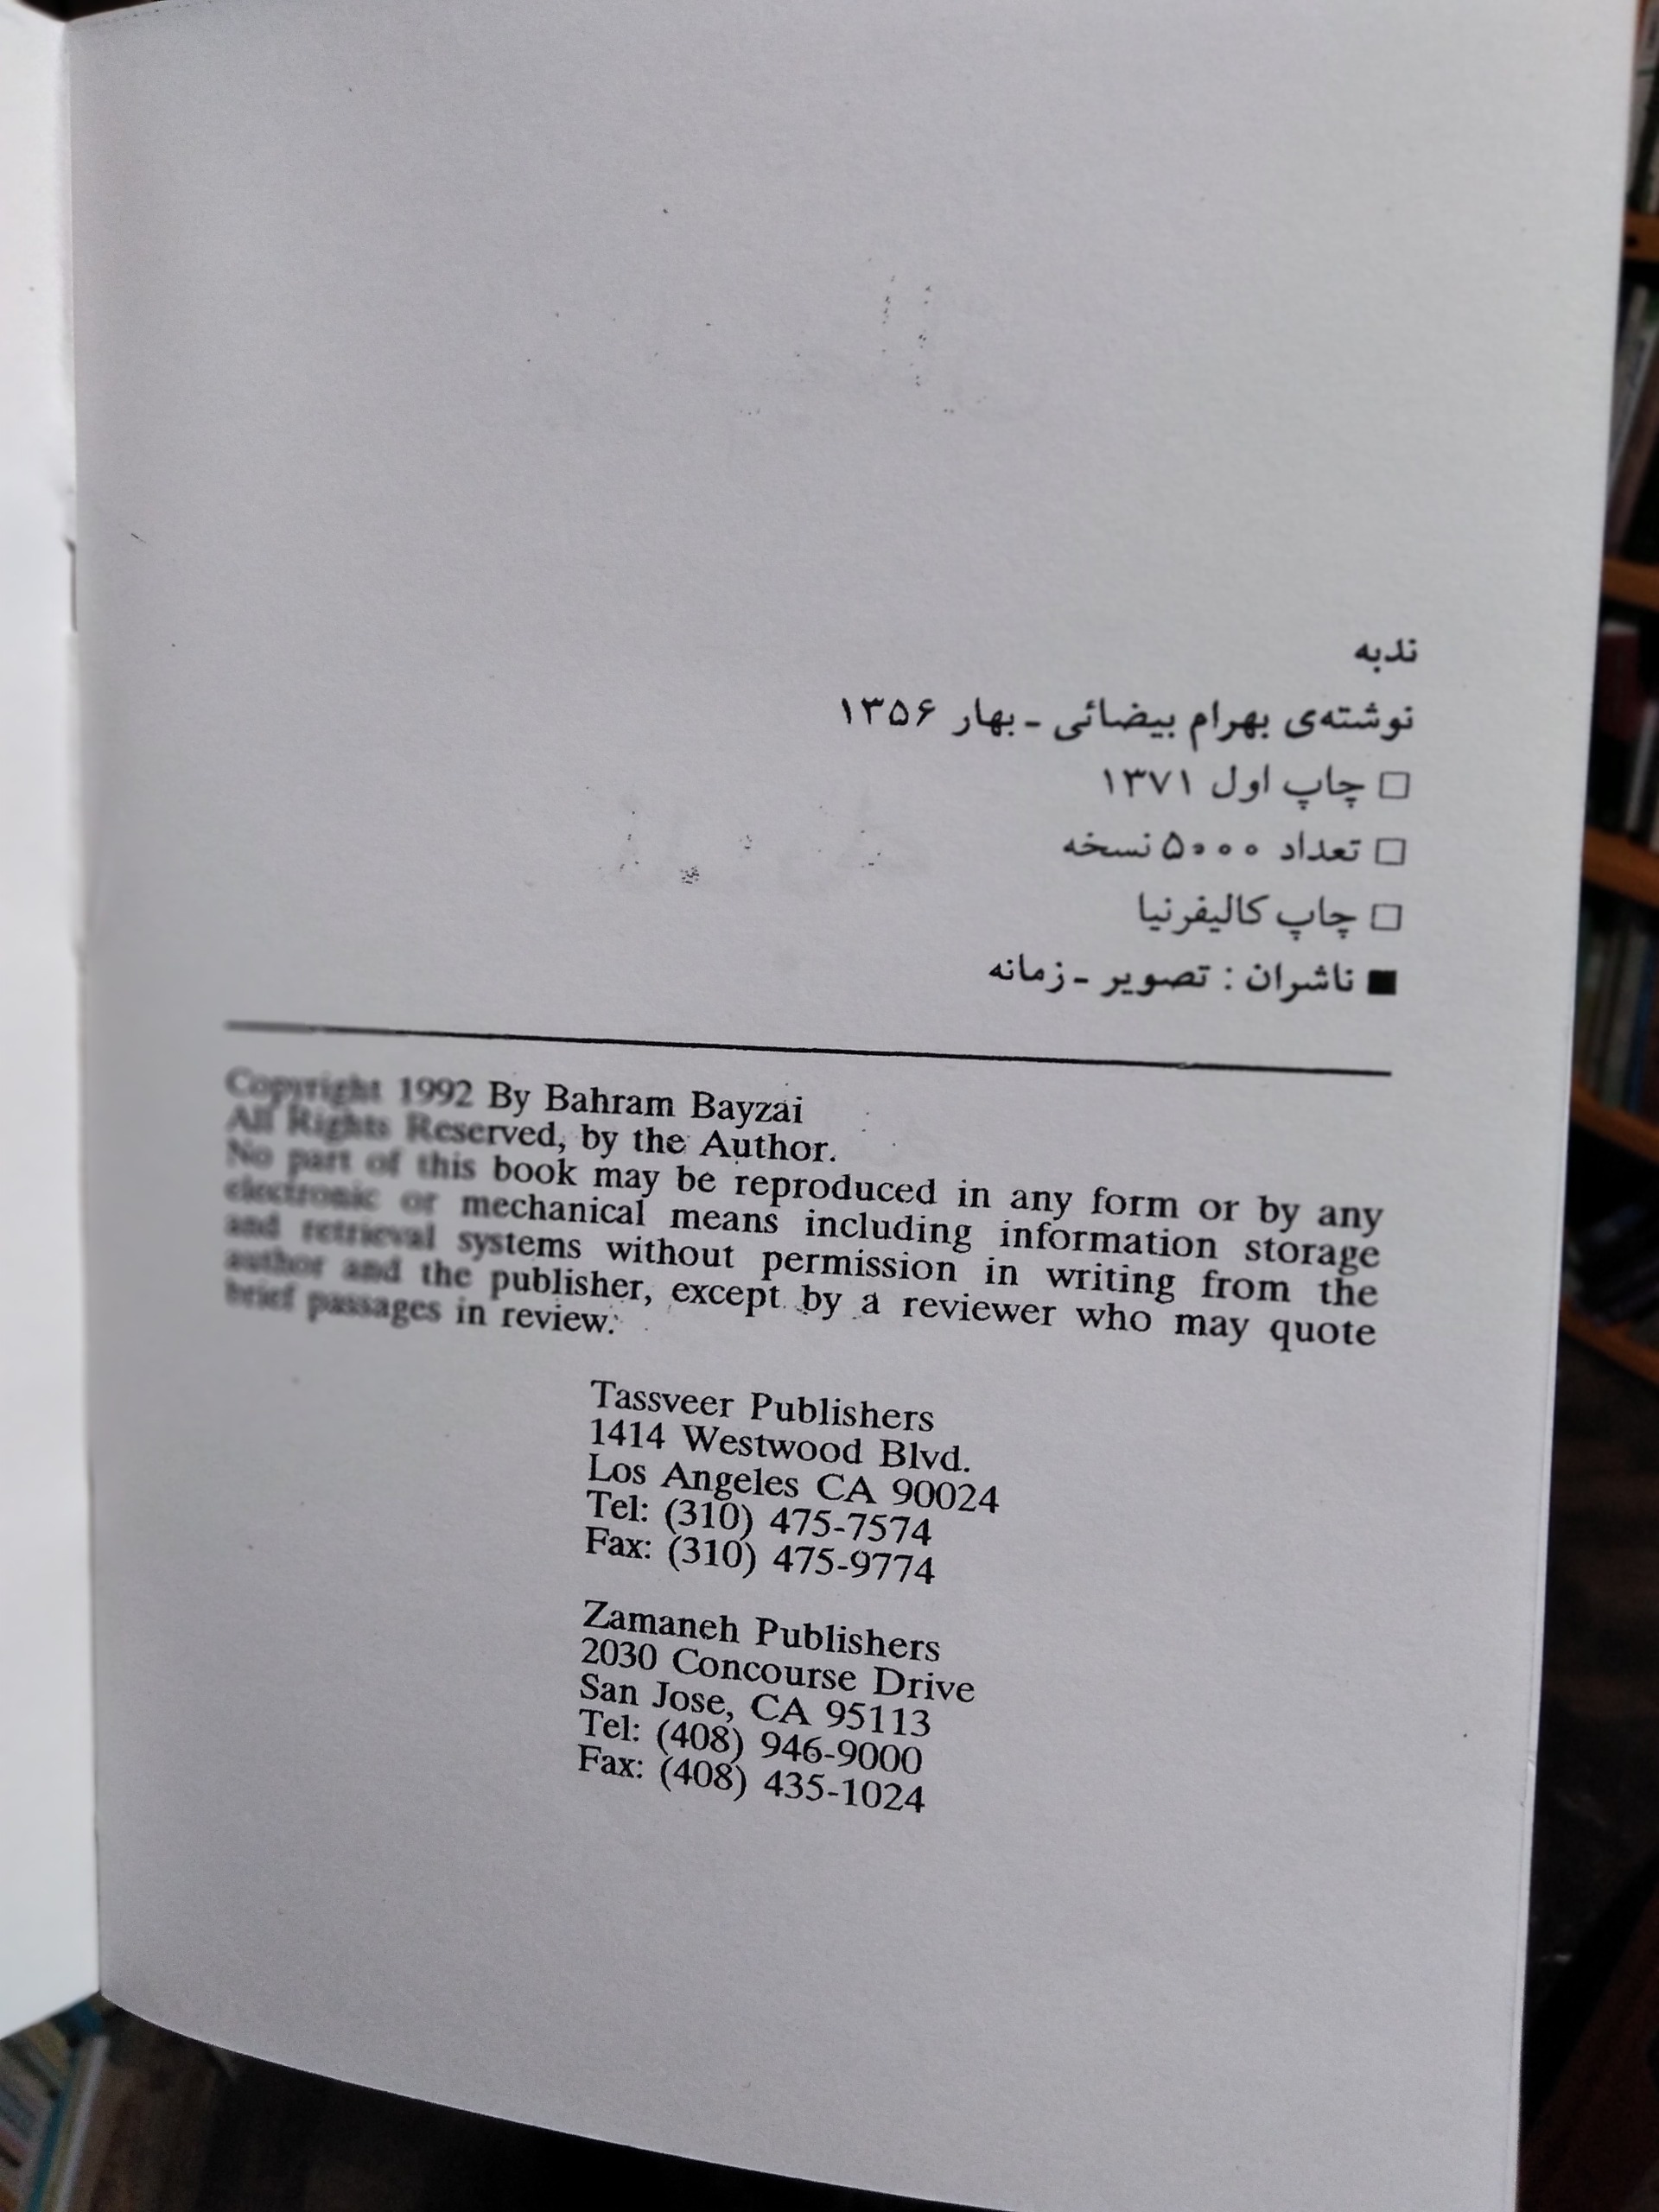 ندبه
نوشته‌ی بهرام بیضائی ـ بهار ۱۳۵۶
□ چاپ اول ۱۳۷۱
□ تعداد ۵۰۰۰ نسخه
□ چاپ کالیفرنیا
■ ناشران : تصویر ـ زمانه
Copyright 1992 By Bahram Bayzai
All Rights Reserved, by the Author.
No part of this book may be reproduced in any form or by any
electronic or mechanical means including information storage
and retrieval systems without permission in writing from the
author and the publisher, except by a reviewer who may quote
brief passages in review.
Tassveer Publishers
1414 Westwood Blvd.
Los Angeles CA 90024
Tel: (310) 475-7574
Fax: (310) 475-9774
Zamaneh Publishers
2030 Concourse Drive
San Jose, CA 95113
Tel: (408) 946-9000
Fax: (408) 435-1024